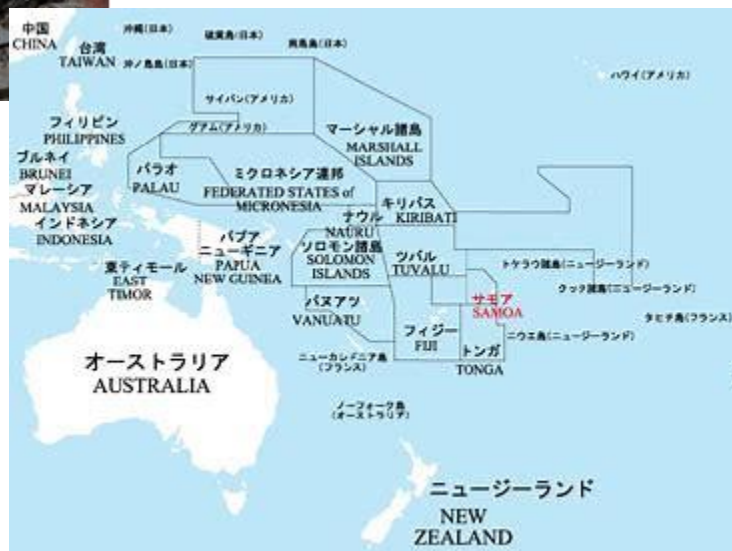 中国
CHINA
沖縄(日本)
硫黄島(日本)
南鳥島(日本)
台湾
TAIWAN
沖ノ鳥島(日本)
ハワイ(アメリカ)
サイパン(アメリカ)
フィリピン
PHILIPPINES
グアム(アメリカ)
マーシャル諸島
MARSHALL
ISLANDS
ブルネイ
BRUNEI
パラオ
PALAU
ミクロネシア連邦
FEDERATED STATES of
MICRONESIA
マレーシア
MALAYSIA
キリバス
KIRIBATI
ナウル
NAURU
インドネシア
INDONESIA
パプア
ニューギニア
PAPUA
NEW GUINEA
ソロモン諸島
SOLOMON
ISLANDS
ツバル
TUVALU
東ティモール
EAST
TIMOR
トケラウ諸島(ニュージーランド)
クック諸島(ニュージーランド)
サモア
SAMOA
タヒチ島(フランス)
バヌアツ
VANUATU
フィジー
FIJI
ニウエ島(ニュージーランド)
トンガ
TONGA
ニューカレドニア島
(フランス)
オーストラリア
AUSTRALIA
ノーフォーク島
(オーストラリア)
ニュージーランド
NEW
ZEALAND